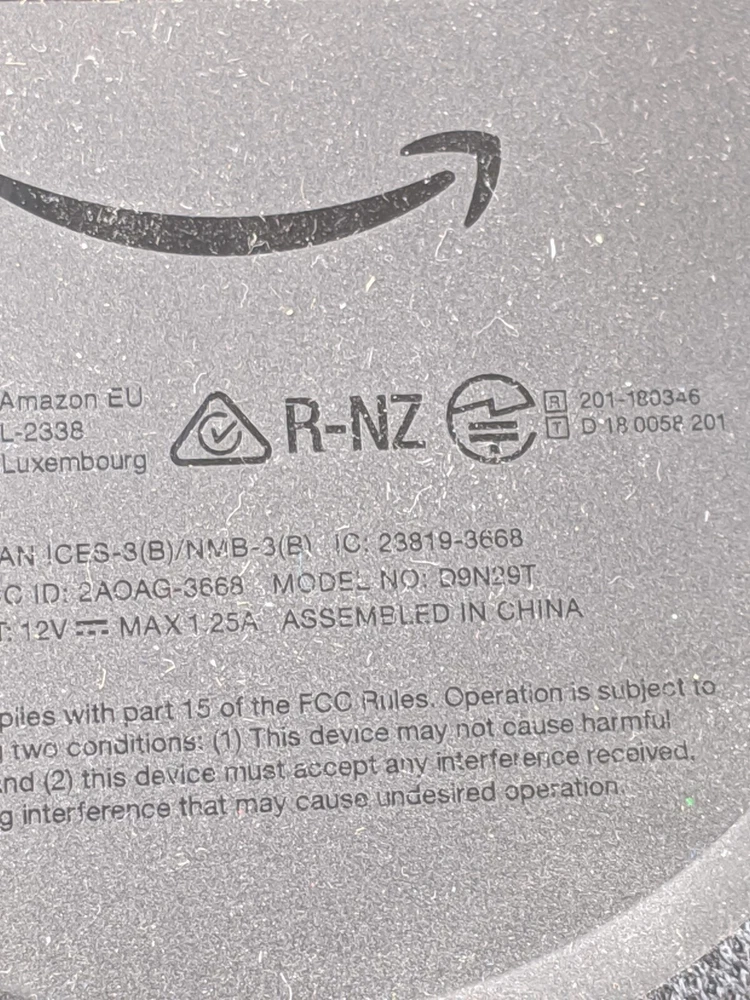 Amazon EU
L-2338
Luxembourg
R-NZ
R 201-180346
T D 18 0058 201
AN ICES-3(B)/NMB-3(B) IC: 23819-3668
C ID: 2AOAG-3668 MODEL NO: D9N29T
T: 12V MAX 1.25A ASSEMBLED IN CHINA
plies with part 15 of the FCC Rules. Operation is subject to
two conditions: (1) This device may not cause harmful
nd (2) this device must accept any interference received,
g interference that may cause undesired operation.